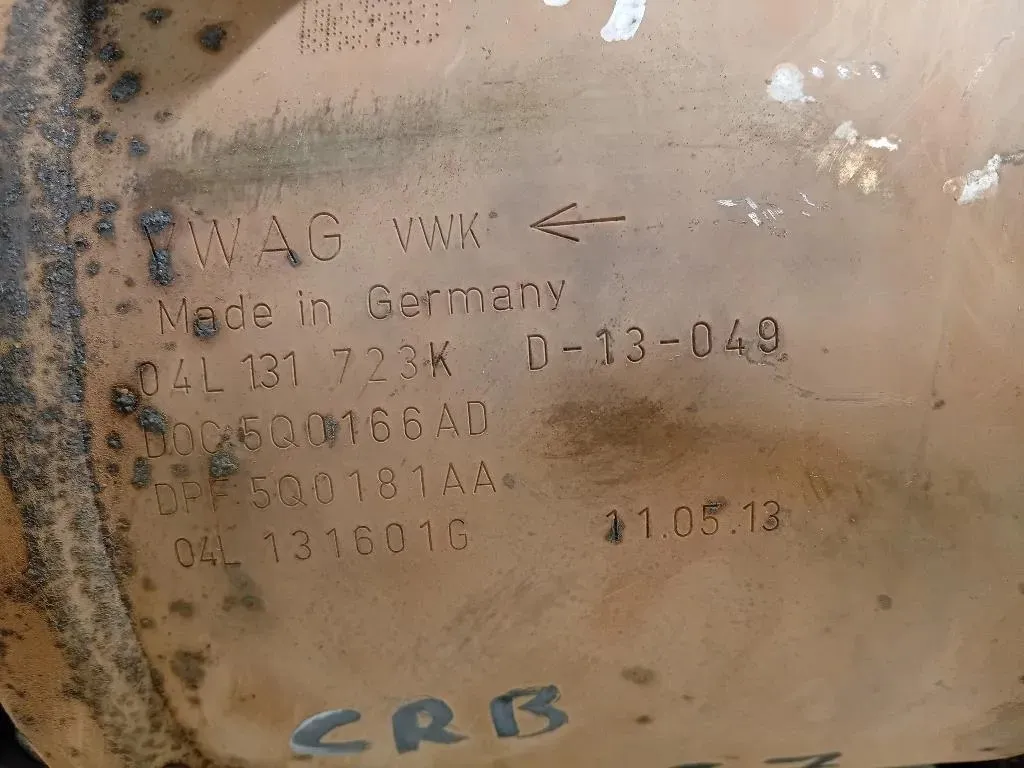 VWAG VWK
Made in Germany
04L 131 723K D-13-049
DOC 5Q0166AD
DPF 5Q0181AA
04L 131601G 11.05.13
CRB